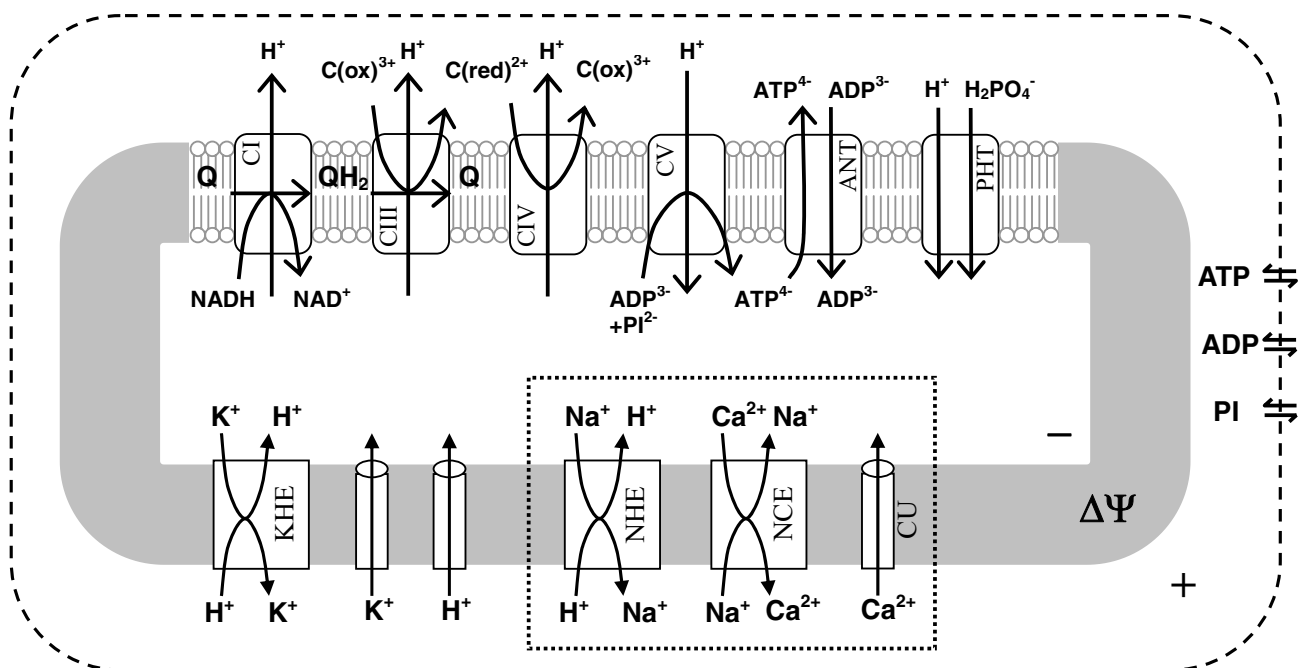 H⁺ C(ox)³⁺ H⁺ C(red)²⁺ H⁺ C(ox)³⁺ H⁺
ATP⁴⁻ ADP³⁻ H⁺ H₂PO₄⁻
CI CIII CIV CV ANT PHT
Q QH₂ Q
NADH NAD⁺ ADP³⁻ ATP⁴⁻ ADP³⁻
+PI²⁻
ATP
ADP
PI
K⁺ H⁺ Na⁺ H⁺ Ca²⁺ Na⁺ −
KHE NHE NCE CU ΔΨ
+
H⁺ K⁺ K⁺ H⁺ H⁺ Na⁺ Na⁺ Ca²⁺ Ca²⁺